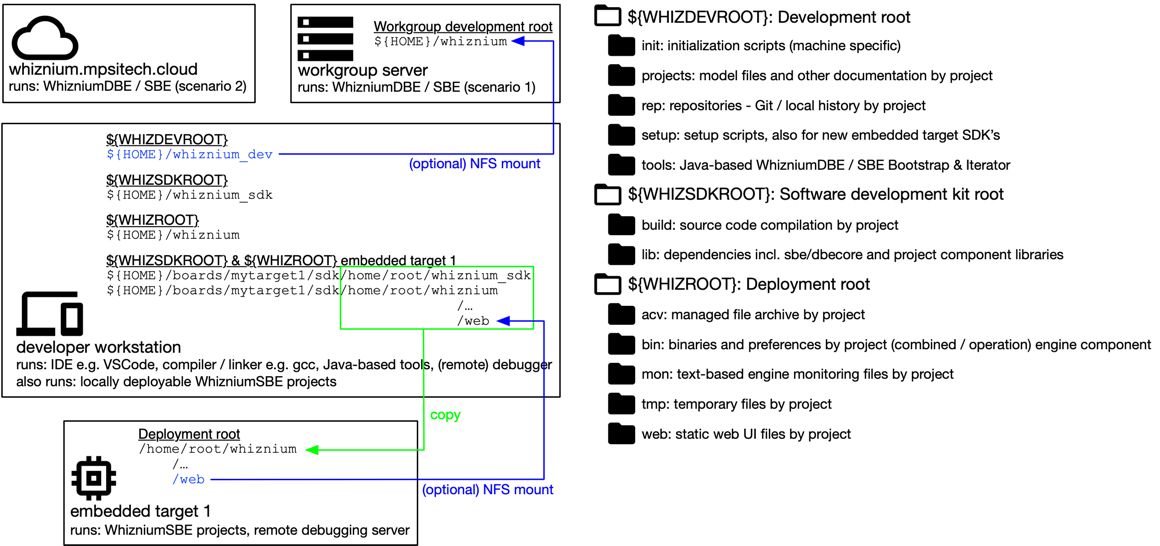 whiznium.mpsitech.cloud
runs: WhizniumDBE / SBE (scenario 2)
Workgroup development root
${HOME}/whiznium
workgroup server
runs: WhizniumDBE / SBE (scenario 1)
${WHIZDEVROOT}
${HOME}/whiznium_dev
(optional) NFS mount
${WHIZSDKROOT}
${HOME}/whiznium_sdk
${WHIZROOT}
${HOME}/whiznium
${WHIZSDKROOT} & ${WHIZROOT} embedded target 1
${HOME}/boards/mytarget1/sdk/home/root/whiznium_sdk
${HOME}/boards/mytarget1/sdk/home/root/whiznium
/…
/web
developer workstation
runs: IDE e.g. VSCode, compiler / linker e.g. gcc, Java-based tools, (remote) debugger
also runs: locally deployable WhizniumSBE projects
copy
Deployment root
/home/root/whiznium
/…
/web
(optional) NFS mount
embedded target 1
runs: WhizniumSBE projects, remote debugging server
${WHIZDEVROOT}: Development root
init: initialization scripts (machine specific)
projects: model files and other documentation by project
rep: repositories - Git / local history by project
setup: setup scripts, also for new embedded target SDK's
tools: Java-based WhizniumDBE / SBE Bootstrap & Iterator
${WHIZSDKROOT}: Software development kit root
build: source code compilation by project
lib: dependencies incl. sbe/dbecore and project component libraries
${WHIZROOT}: Deployment root
acv: managed file archive by project
bin: binaries and preferences by project (combined / operation) engine component
mon: text-based engine monitoring files by project
tmp: temporary files by project
web: static web UI files by project